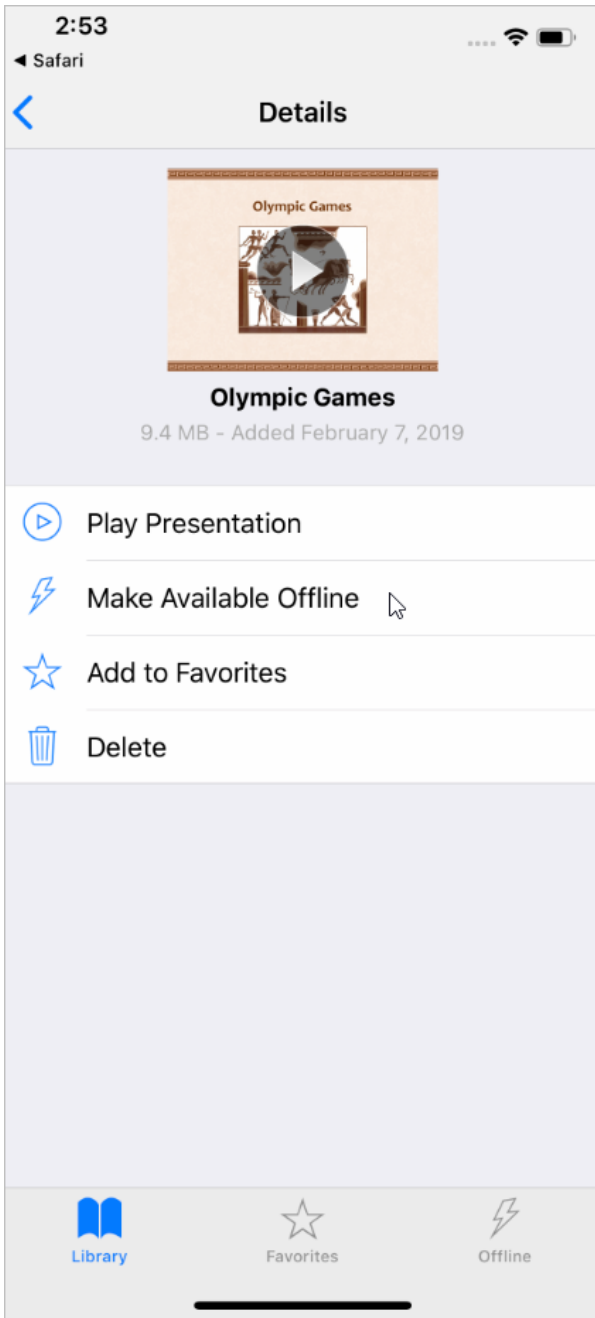 2:53
◀ Safari
Details
Olympic Games
Olympic Games
9.4 MB - Added February 7, 2019
Play Presentation
Make Available Offline
Add to Favorites
Delete
Library
Favorites
Offline